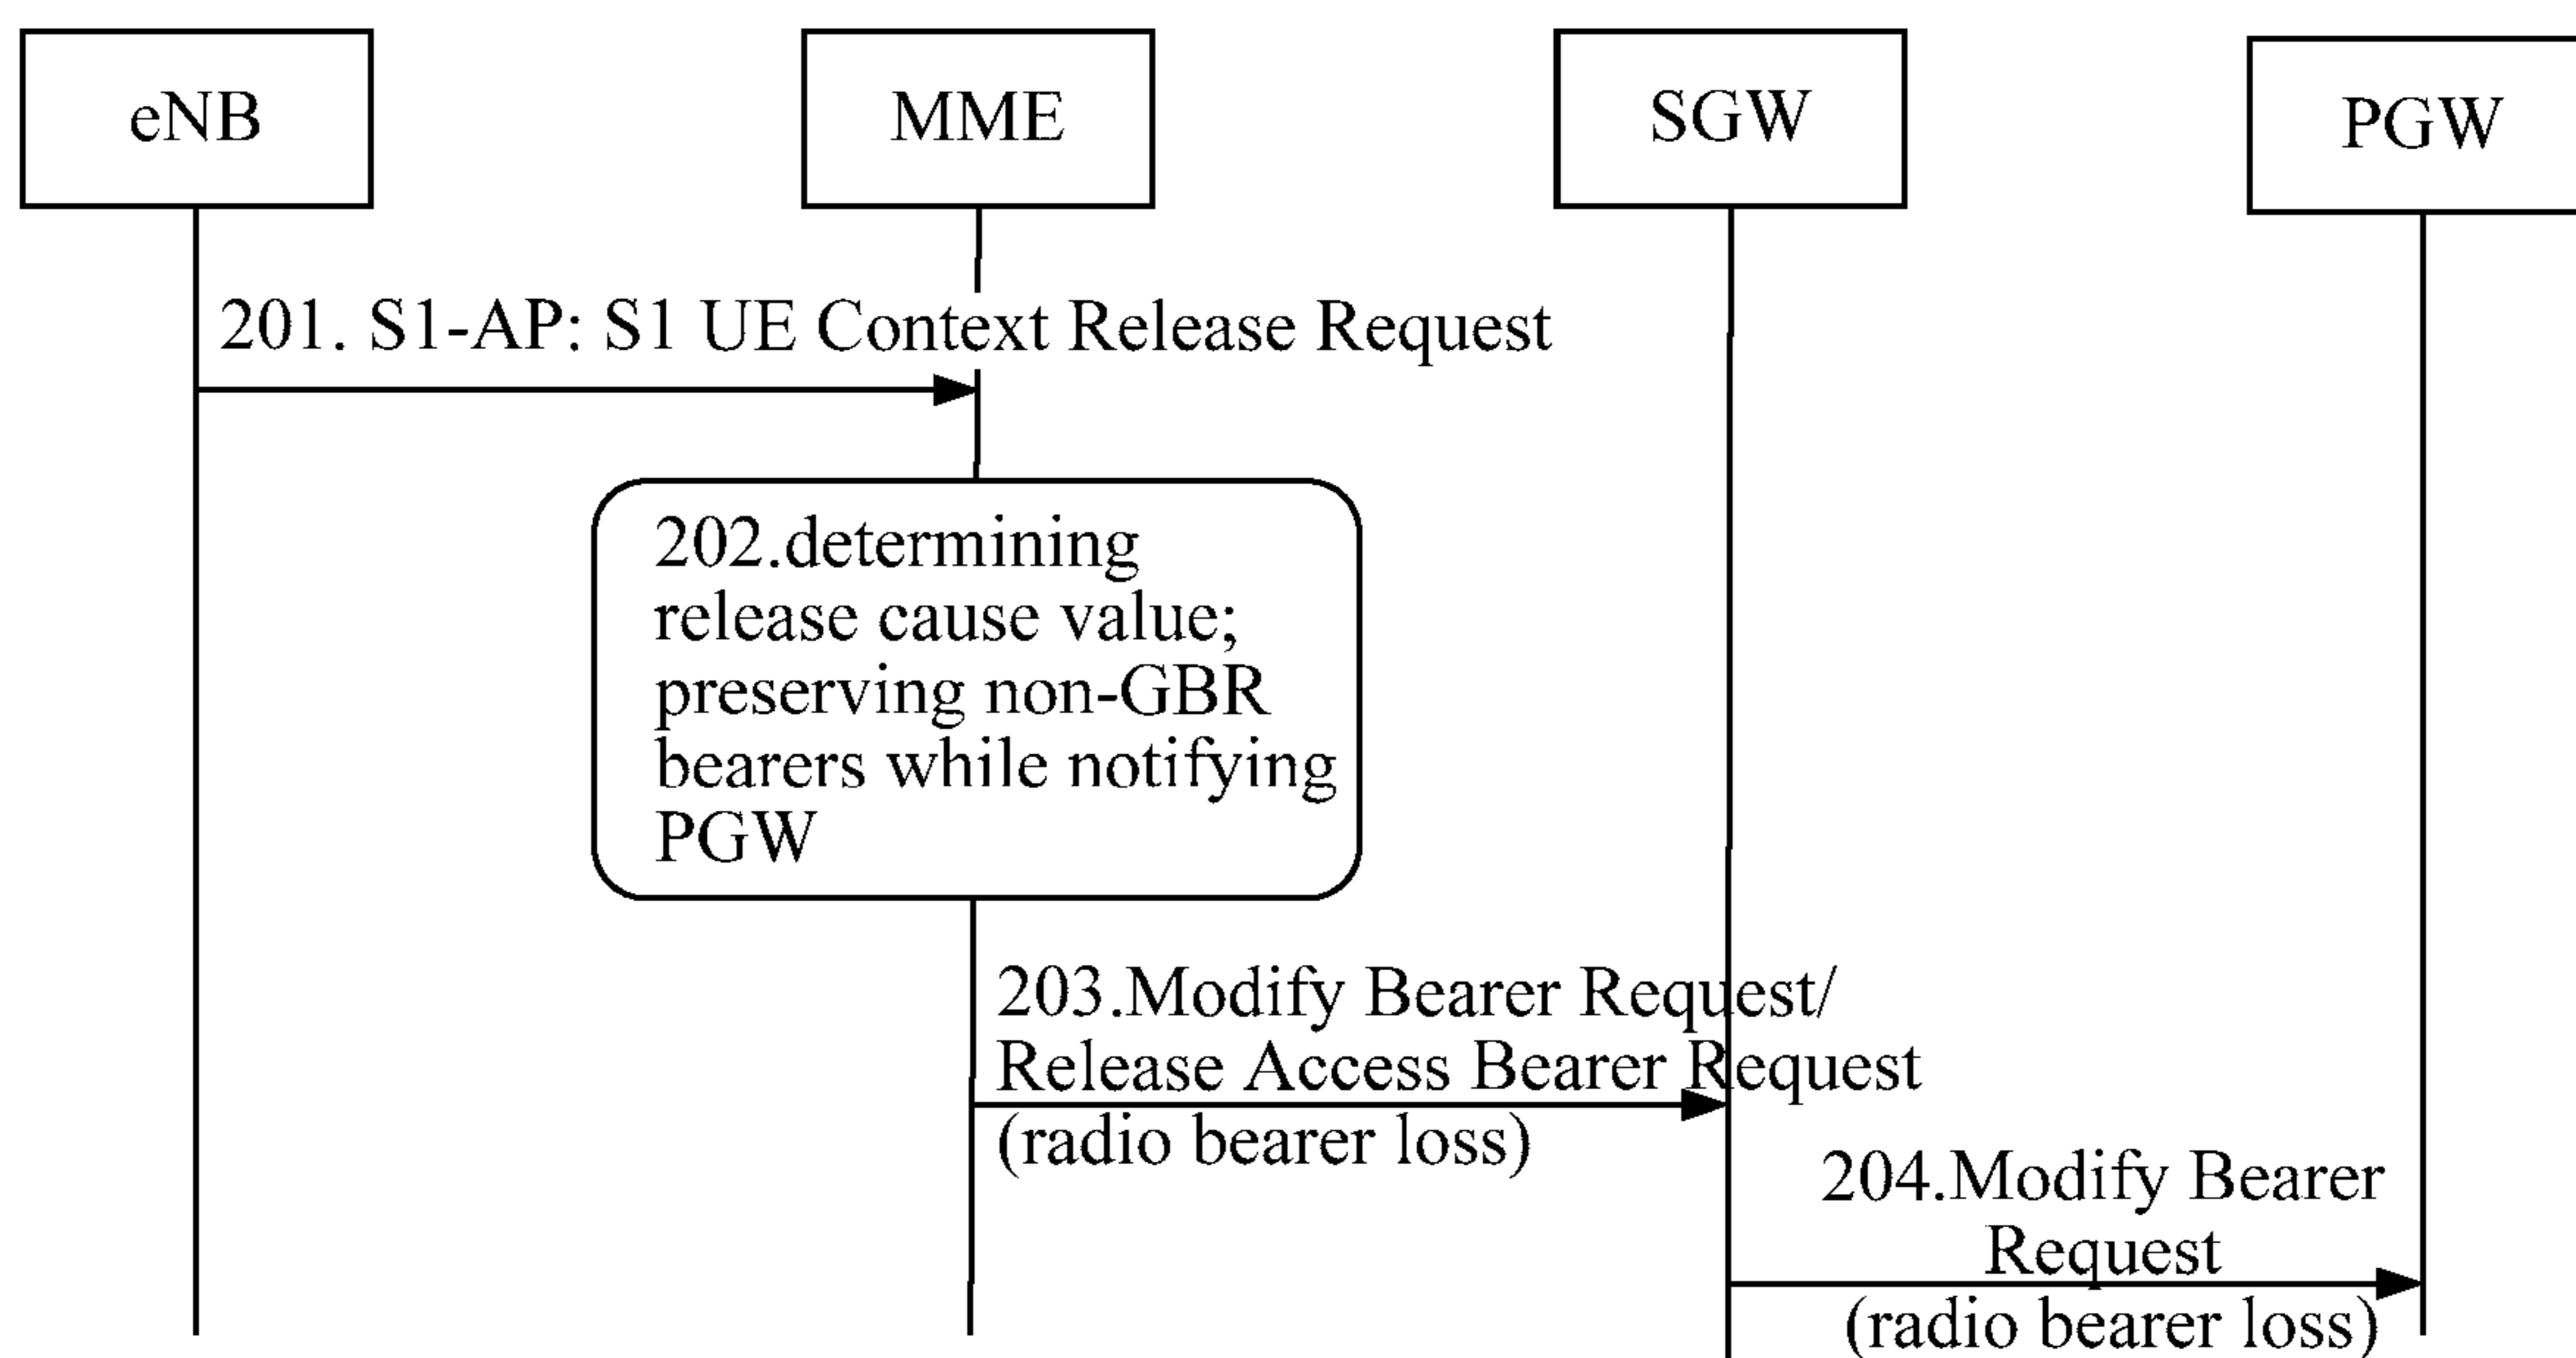 eNB
MME
SGW
PGW
201. S1-AP: S1 UE Context Release Request
202.determining
release cause value;
preserving non-GBR
bearers while notifying
PGW
203.Modify Bearer Request/
Release Access Bearer Request
(radio bearer loss)
204.Modify Bearer
Request
(radio bearer loss)